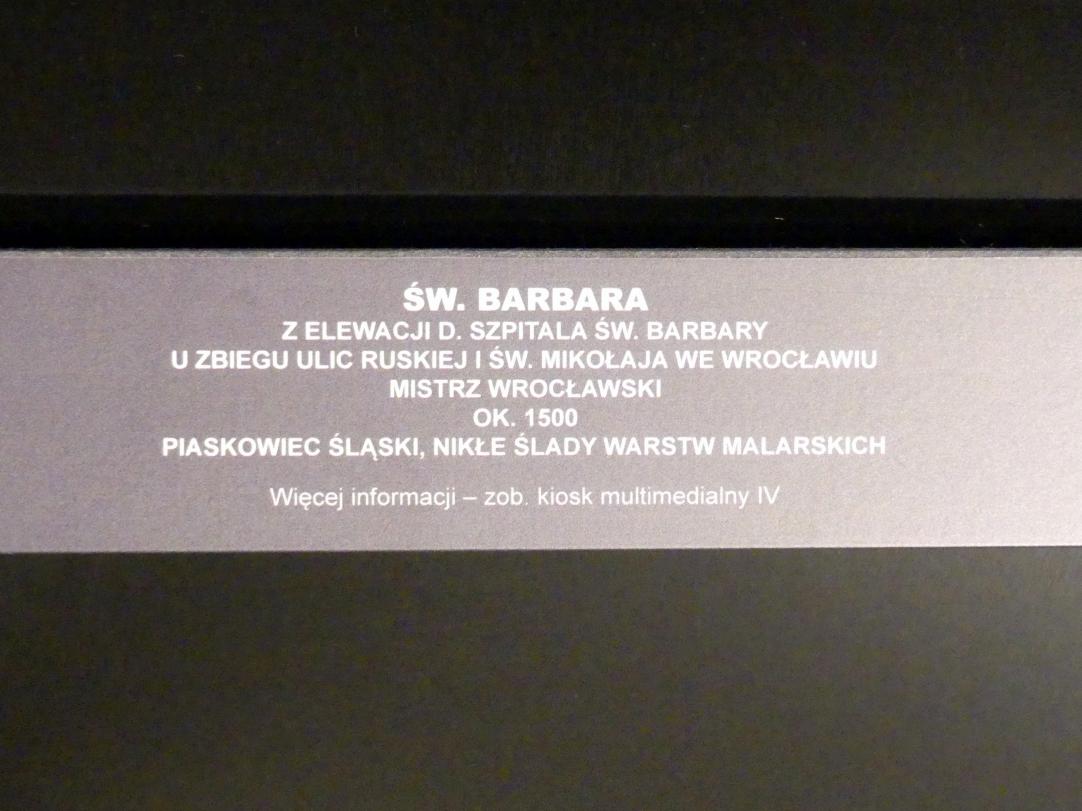 ŚW. BARBARA
Z ELEWACJI D. SZPITALA ŚW. BARBARY
U ZBIEGU ULIC RUSKIEJ I ŚW. MIKOŁAJA WE WROCŁAWIU
MISTRZ WROCŁAWSKI
OK. 1500
PIASKOWIEC ŚLĄSKI, NIKŁE ŚLADY WARSTW MALARSKICH
Więcej informacji – zob. kiosk multimedialny IV